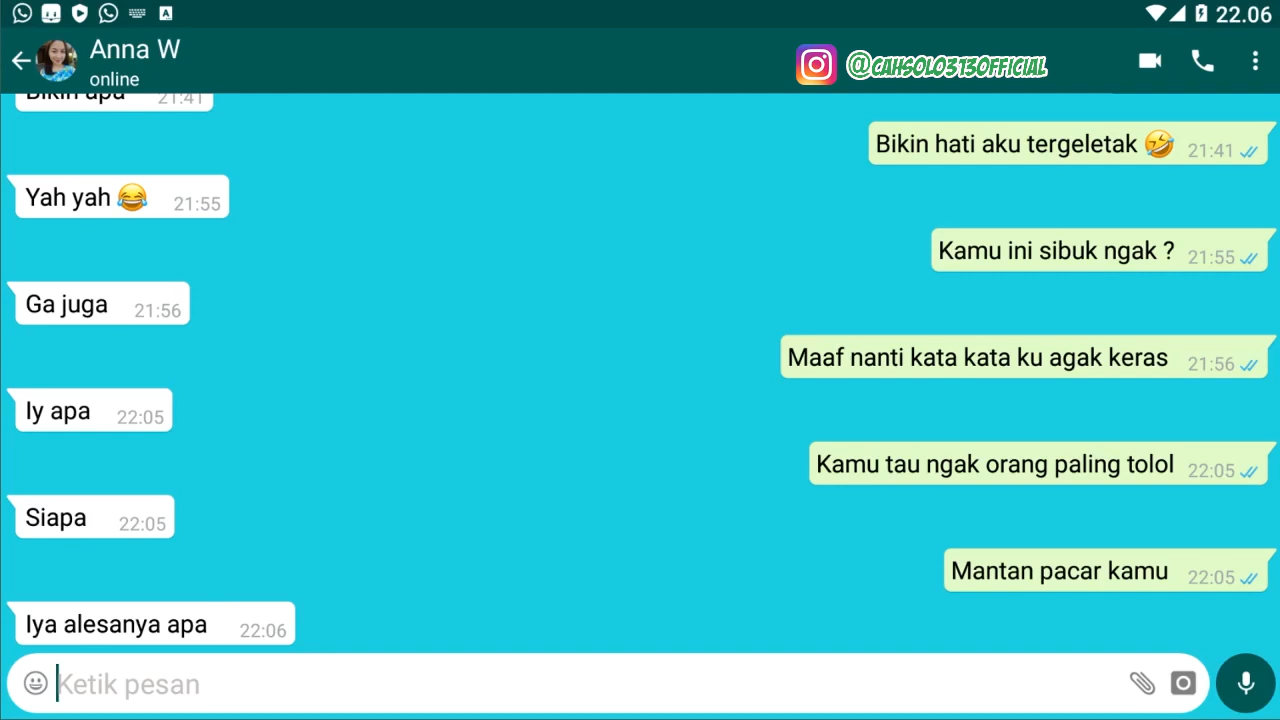 22.06
Anna W
online
@CAHSOLO313OFFICIAL
Bikin apa 21:41
Bikin hati aku tergeletak 🤣 21:41
Yah yah 😂 21:55
Kamu ini sibuk ngak ? 21:55
Ga juga 21:56
Maaf nanti kata kata ku agak keras 21:56
Iy apa 22:05
Kamu tau ngak orang paling tolol 22:05
Siapa 22:05
Mantan pacar kamu 22:05
Iya alesanya apa 22:06
Ketik pesan